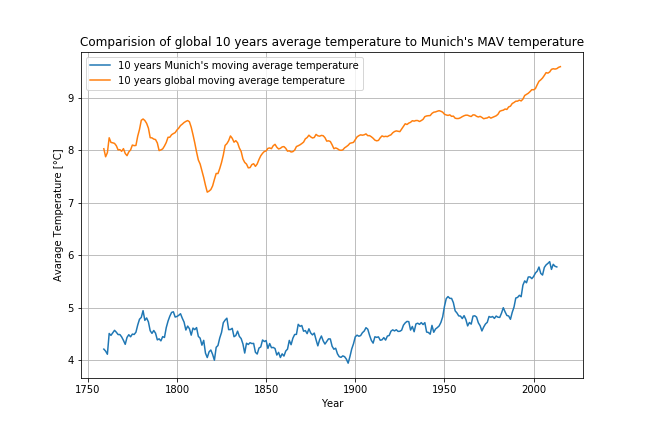 Comparision of global 10 years average temperature to Munich's MAV temperature
10 years Munich's moving average temperature
10 years global moving average temperature
Avarage Temperature [°C]
9
8
7
6
5
4
1750
1800
1850
1900
1950
2000
Year